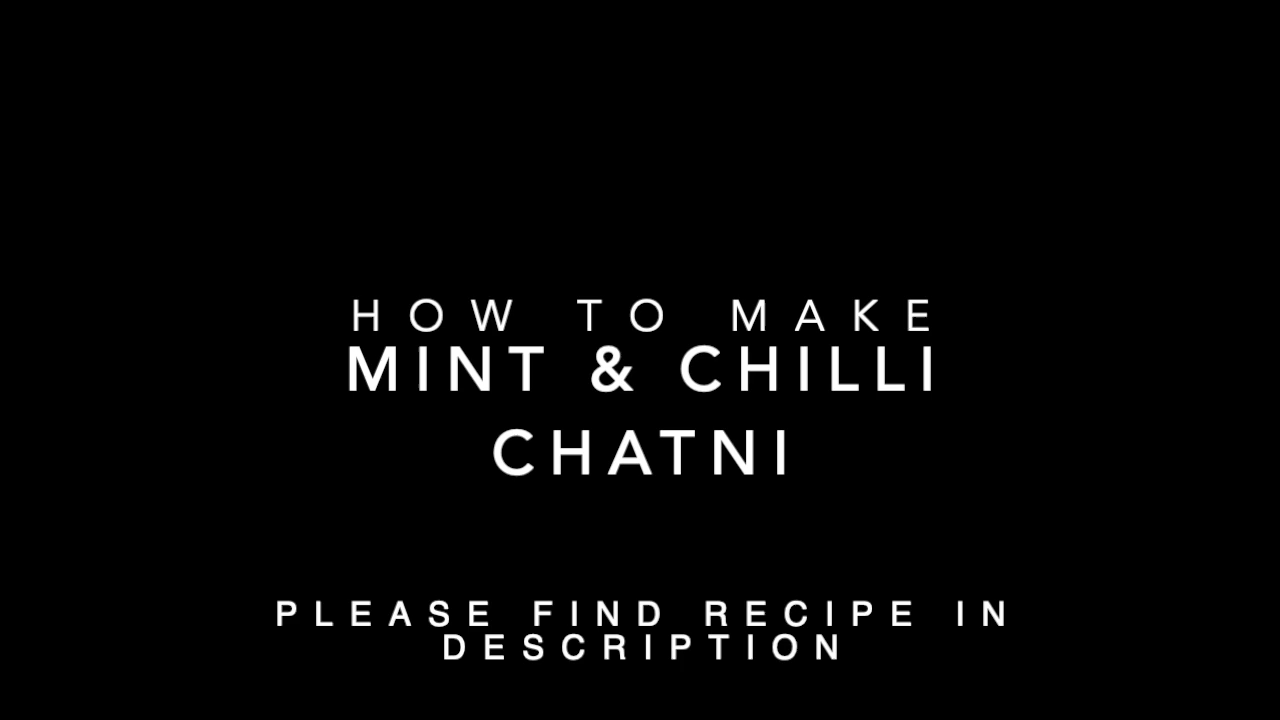 HOW TO MAKE
MINT & CHILLI
CHATNI
PLEASE FIND RECIPE IN
DESCRIPTION